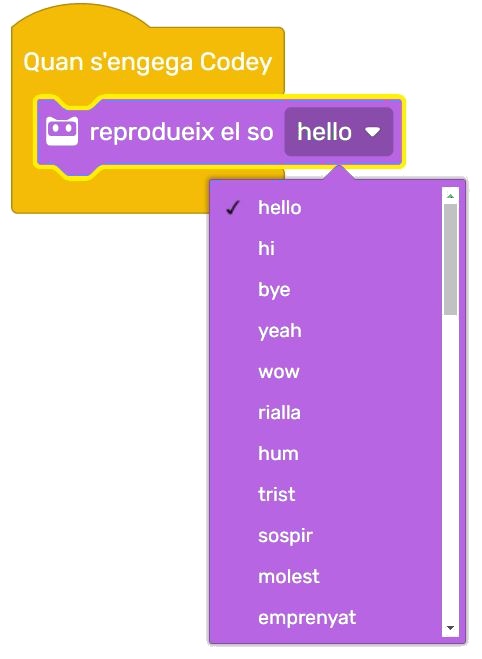 Quan s'engega Codey
reprodueix el so hello
hello
hi
bye
yeah
wow
rialla
hum
trist
sospir
molest
emprenyat